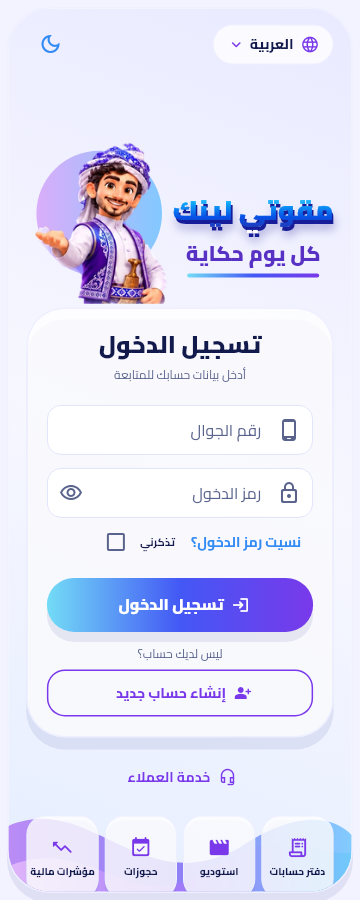 العربية
مقوتي لينك
كل يوم حكاية
تسجيل الدخول
أدخل بيانات حسابك للمتابعة
رقم الجوال
رمز الدخول
نسيت رمز الدخول؟
تذكرني
تسجيل الدخول
ليس لديك حساب؟
إنشاء حساب جديد
خدمة العملاء
دفتر حسابات
استوديو
حجوزات
مؤشرات مالية